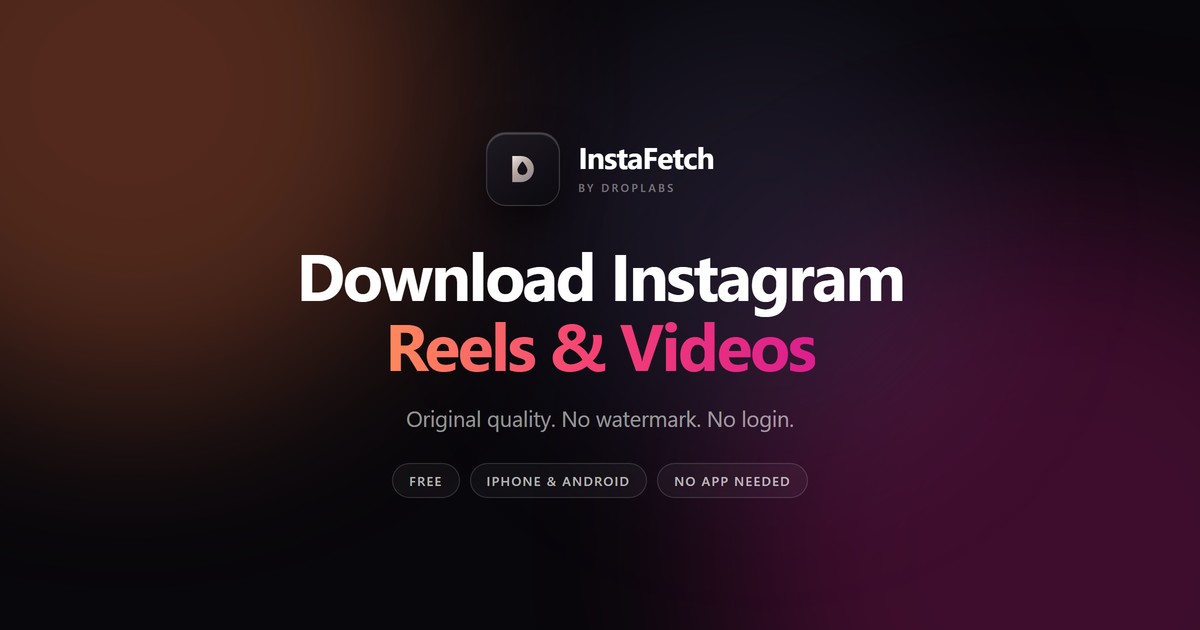 InstaFetch
BY DROPLABS
Download Instagram
Reels & Videos
Original quality. No watermark. No login.
FREE
IPHONE & ANDROID
NO APP NEEDED